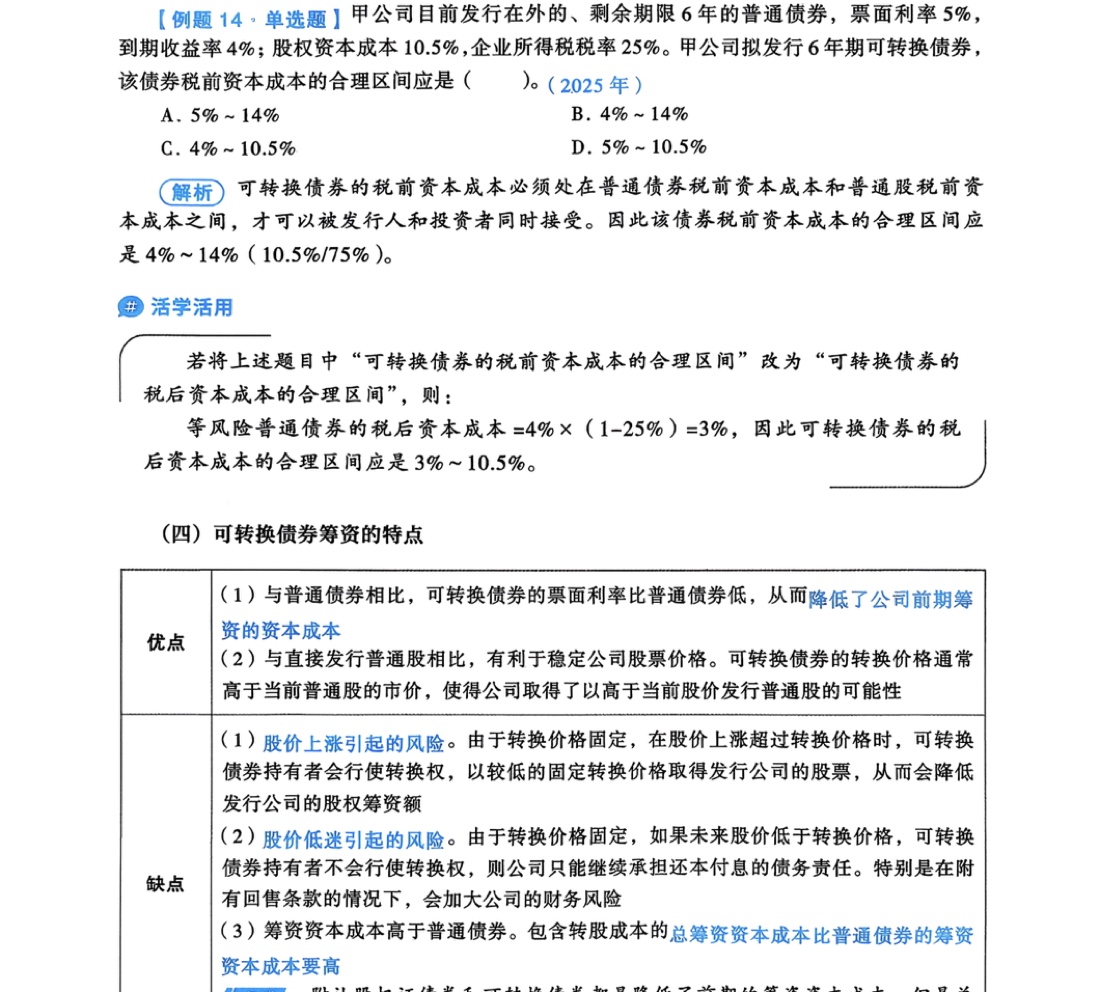 【例题 14·单选题】甲公司目前发行在外的、剩余期限 6 年的普通债券，票面利率 5%，
到期收益率 4%；股权资本成本 10.5%，企业所得税税率 25%。甲公司拟发行 6 年期可转换债券，
该债券税前资本成本的合理区间应是（　　）。（2025 年）
A. 5% ~ 14%　　B. 4% ~ 14%
C. 4% ~ 10.5%　　D. 5% ~ 10.5%
解析 可转换债券的税前资本成本必须处在普通债券税前资本成本和普通股税前资
本成本之间，才可以被发行人和投资者同时接受。因此该债券税前资本成本的合理区间应
是 4% ~ 14%（10.5%/75%）。
# 活学活用
若将上述题目中“可转换债券的税前资本成本的合理区间”改为“可转换债券的
税后资本成本的合理区间”，则：
等风险普通债券的税后资本成本 =4%×（1-25%）=3%，因此可转换债券的税
后资本成本的合理区间应是 3% ~ 10.5%。
（四）可转换债券筹资的特点
优点
（1）与普通债券相比，可转换债券的票面利率比普通债券低，从而降低了公司前期筹
资的资本成本
（2）与直接发行普通股相比，有利于稳定公司股票价格。可转换债券的转换价格通常
高于当前普通股的市价，使得公司取得了以高于当前股价发行普通股的可能性
缺点
（1）股价上涨引起的风险。由于转换价格固定，在股价上涨超过转换价格时，可转换
债券持有者会行使转换权，以较低的固定转换价格取得发行公司的股票，从而会降低
发行公司的股权筹资额
（2）股价低迷引起的风险。由于转换价格固定，如果未来股价低于转换价格，可转换
债券持有者不会行使转换权，则公司只能继续承担还本付息的债务责任。特别是在附
有回售条款的情况下，会加大公司的财务风险
（3）筹资资本成本高于普通债券。包含转股成本的总筹资资本成本比普通债券的筹资
资本成本要高